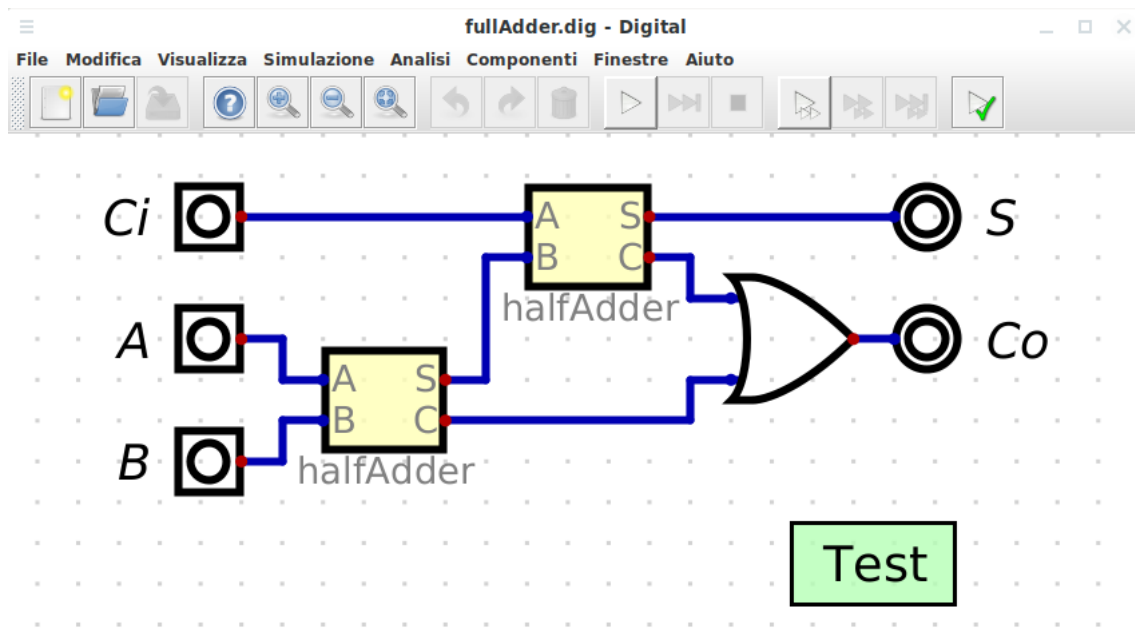 fullAdder.dig - Digital
File Modifica Visualizza Simulazione Analisi Componenti Finestre Aiuto
Ci
A S
B C
halfAdder
S
A
A S
B C
halfAdder
Co
B
Test